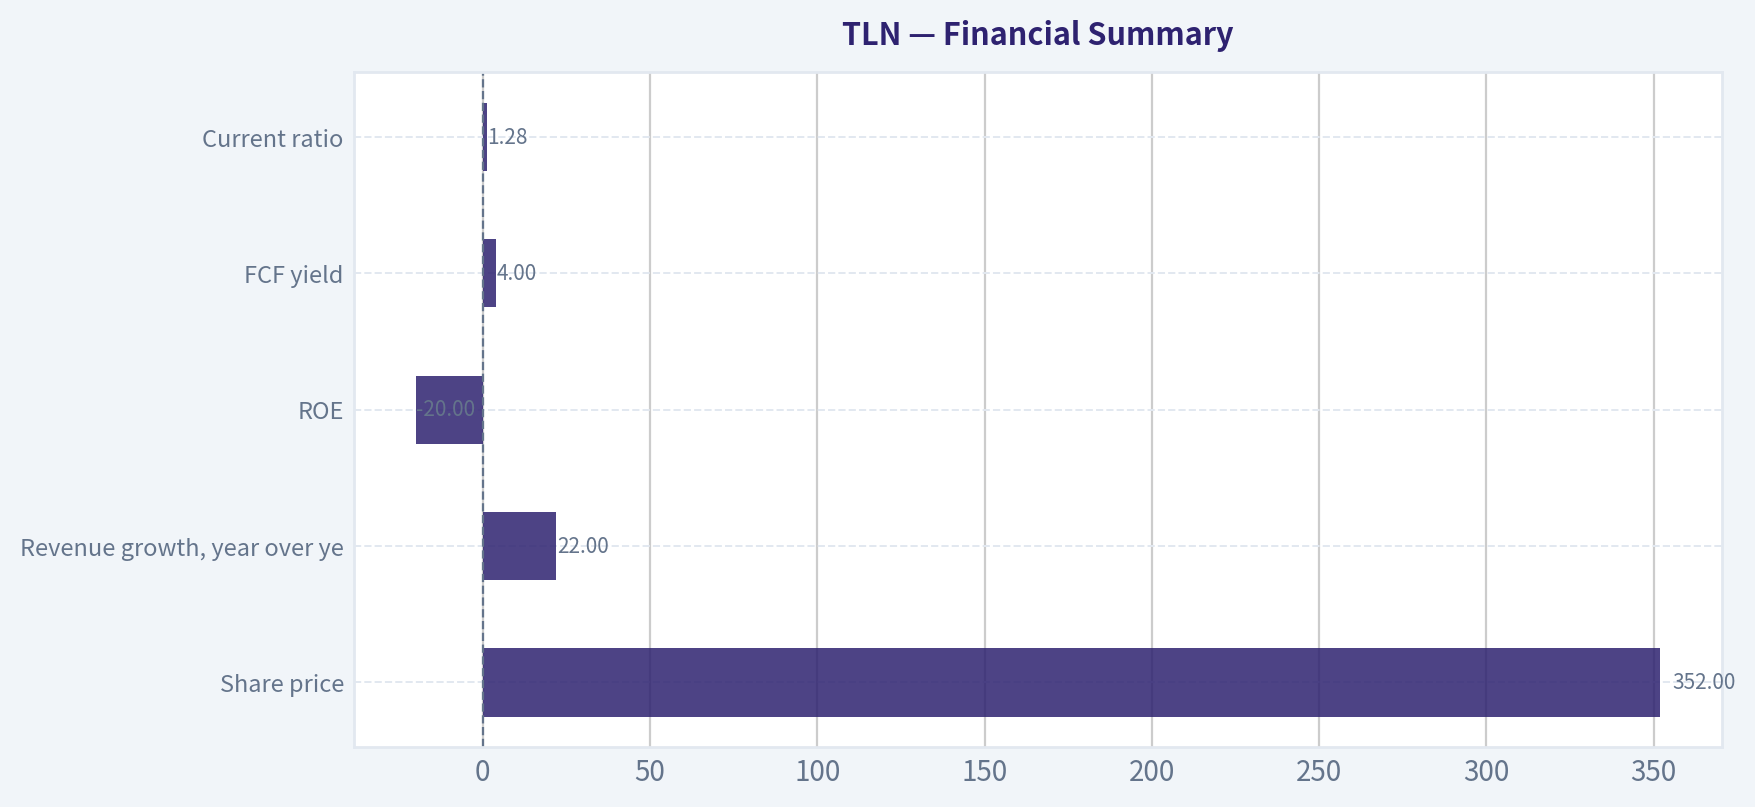 TLN — Financial Summary
Current ratio
1.28
FCF yield
4.00
ROE
-20.00
Revenue growth, year over ye
22.00
Share price
352.00
0 50 100 150 200 250 300 350